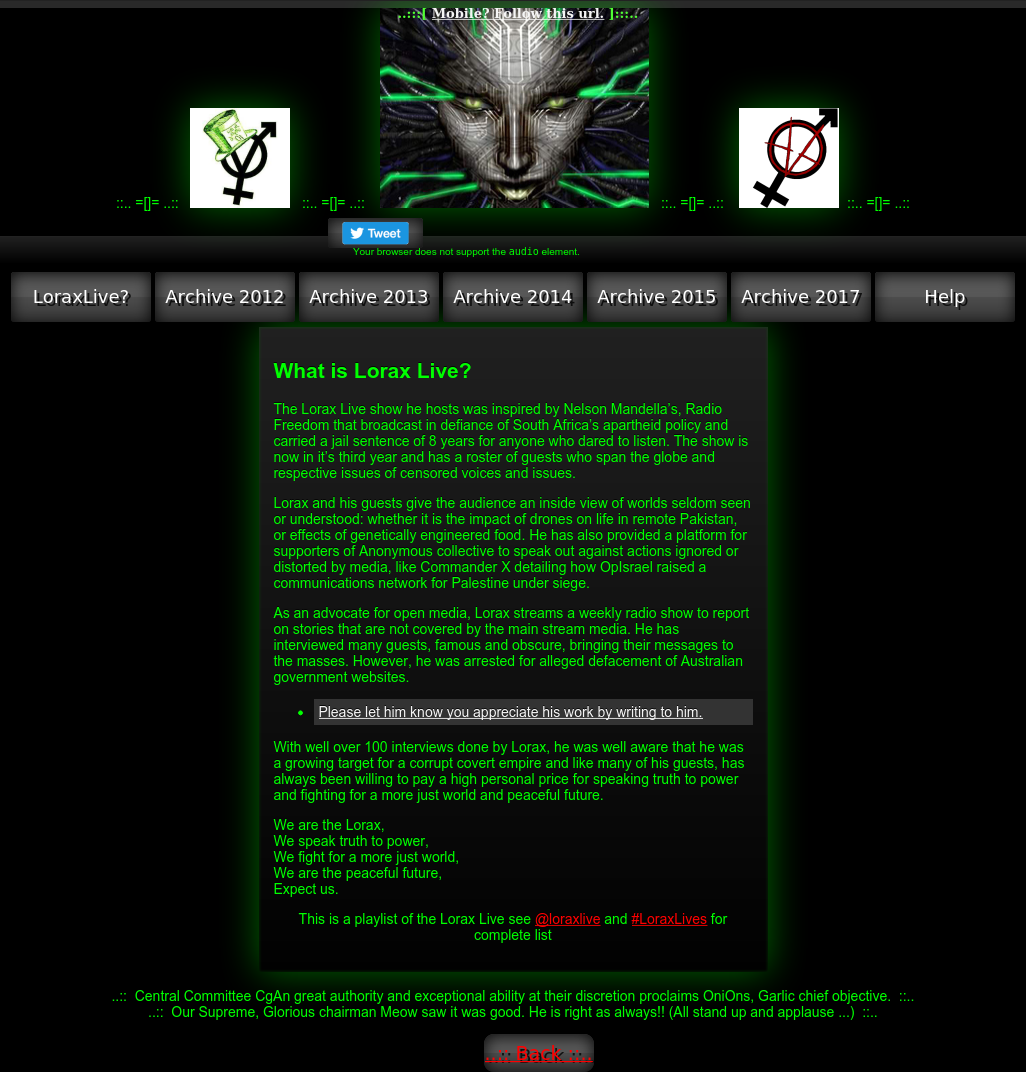 ..:::[ Mobile? Follow this url. ]:::..
::.. =[]= ..:: ::.. =[]= ..:: ::.. =[]= ..:: ::.. =[]= ..::
Tweet
Your browser does not support the audio element.
LoraxLive? Archive 2012 Archive 2013 Archive 2014 Archive 2015 Archive 2017 Help
What is Lorax Live?
The Lorax Live show he hosts was inspired by Nelson Mandella's, Radio
Freedom that broadcast in defiance of South Africa's apartheid policy and
carried a jail sentence of 8 years for anyone who dared to listen. The show is
now in it's third year and has a roster of guests who span the globe and
respective issues of censored voices and issues.
Lorax and his guests give the audience an inside view of worlds seldom seen
or understood: whether it is the impact of drones on life in remote Pakistan,
or effects of genetically engineered food. He has also provided a platform for
supporters of Anonymous collective to speak out against actions ignored or
distorted by media, like Commander X detailing how OpIsrael raised a
communications network for Palestine under siege.
As an advocate for open media, Lorax streams a weekly radio show to report
on stories that are not covered by the main stream media. He has
interviewed many guests, famous and obscure, bringing their messages to
the masses. However, he was arrested for alleged defacement of Australian
government websites.
• Please let him know you appreciate his work by writing to him.
With well over 100 interviews done by Lorax, he was well aware that he was
a growing target for a corrupt covert empire and like many of his guests, has
always been willing to pay a high personal price for speaking truth to power
and fighting for a more just world and peaceful future.
We are the Lorax,
We speak truth to power,
We fight for a more just world,
We are the peaceful future,
Expect us.
This is a playlist of the Lorax Live see @loraxlive and #LoraxLives for
complete list
..:: Central Committee CgAn great authority and exceptional ability at their discretion proclaims OniOns, Garlic chief objective. ::..
..:: Our Supreme, Glorious chairman Meow saw it was good. He is right as always!! (All stand up and applause ...) ::..
..:: Back ::..